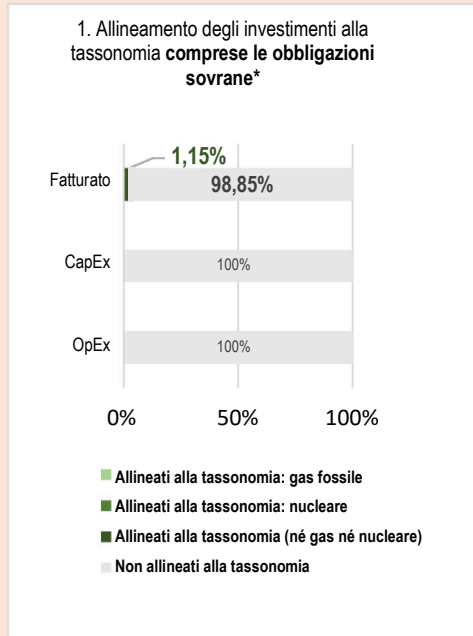 1. Allineamento degli investimenti alla
tassonomia comprese le obbligazioni
sovrane*
1,15%
Fatturato
98,85%
CapEx
100%
OpEx
100%
0%
50%
100%
Allineati alla tassonomia: gas fossile
Allineati alla tassonomia: nucleare
Allineati alla tassonomia (né gas né nucleare)
Non allineati alla tassonomia